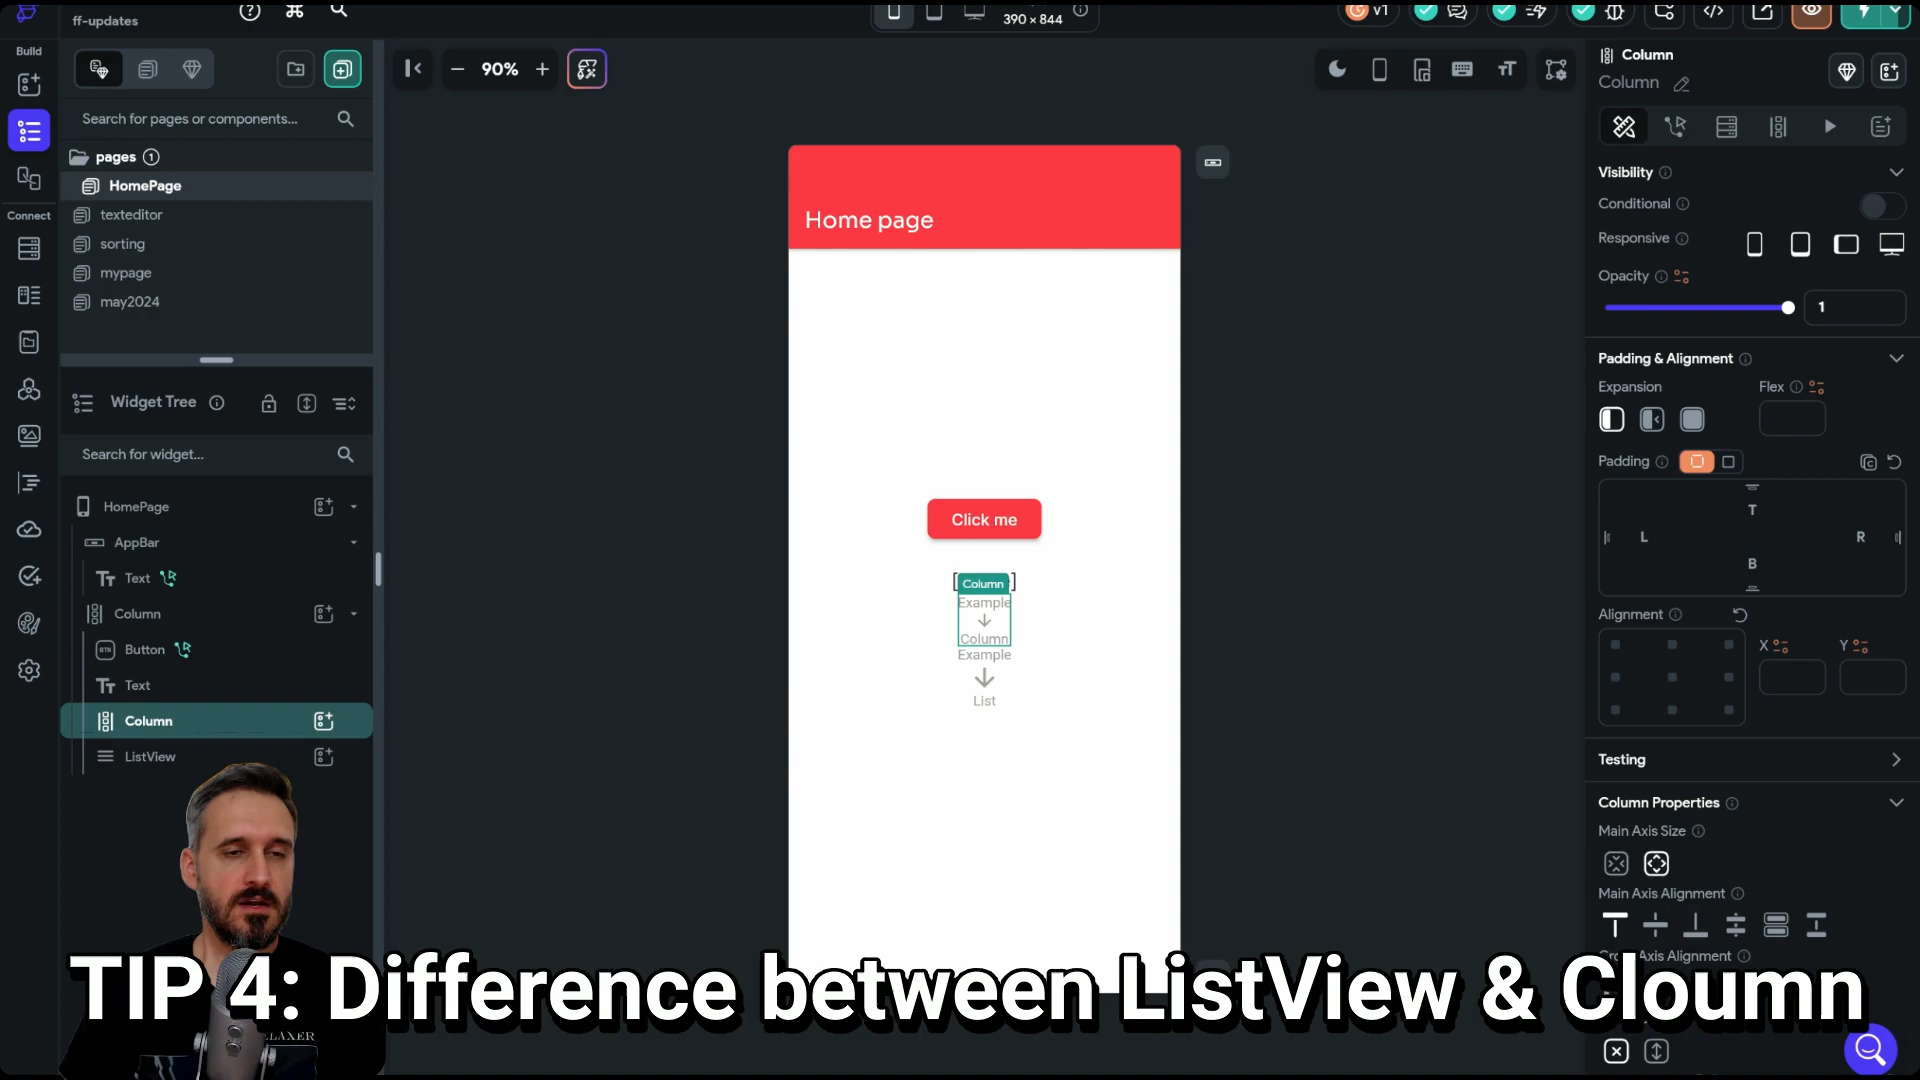 ff-updates
390 × 844
v1
Build
90%
Column
Column
Search for pages or components...
pages 1
HomePage
texteditor
sorting
mypage
may2024
Connect
Widget Tree
Search for widget...
HomePage
AppBar
Text
Column
Button
Text
Column
ListView
Home page
Click me
Column
Example
Column
Example
List
Visibility
Conditional
Responsive
Opacity
1
Padding & Alignment
Expansion
Flex
Padding
T
L
R
B
Alignment
X
Y
Testing
Column Properties
Main Axis Size
Main Axis Alignment
Axis Alignment
BTN
TIP 4: Difference between ListView & Cloumn